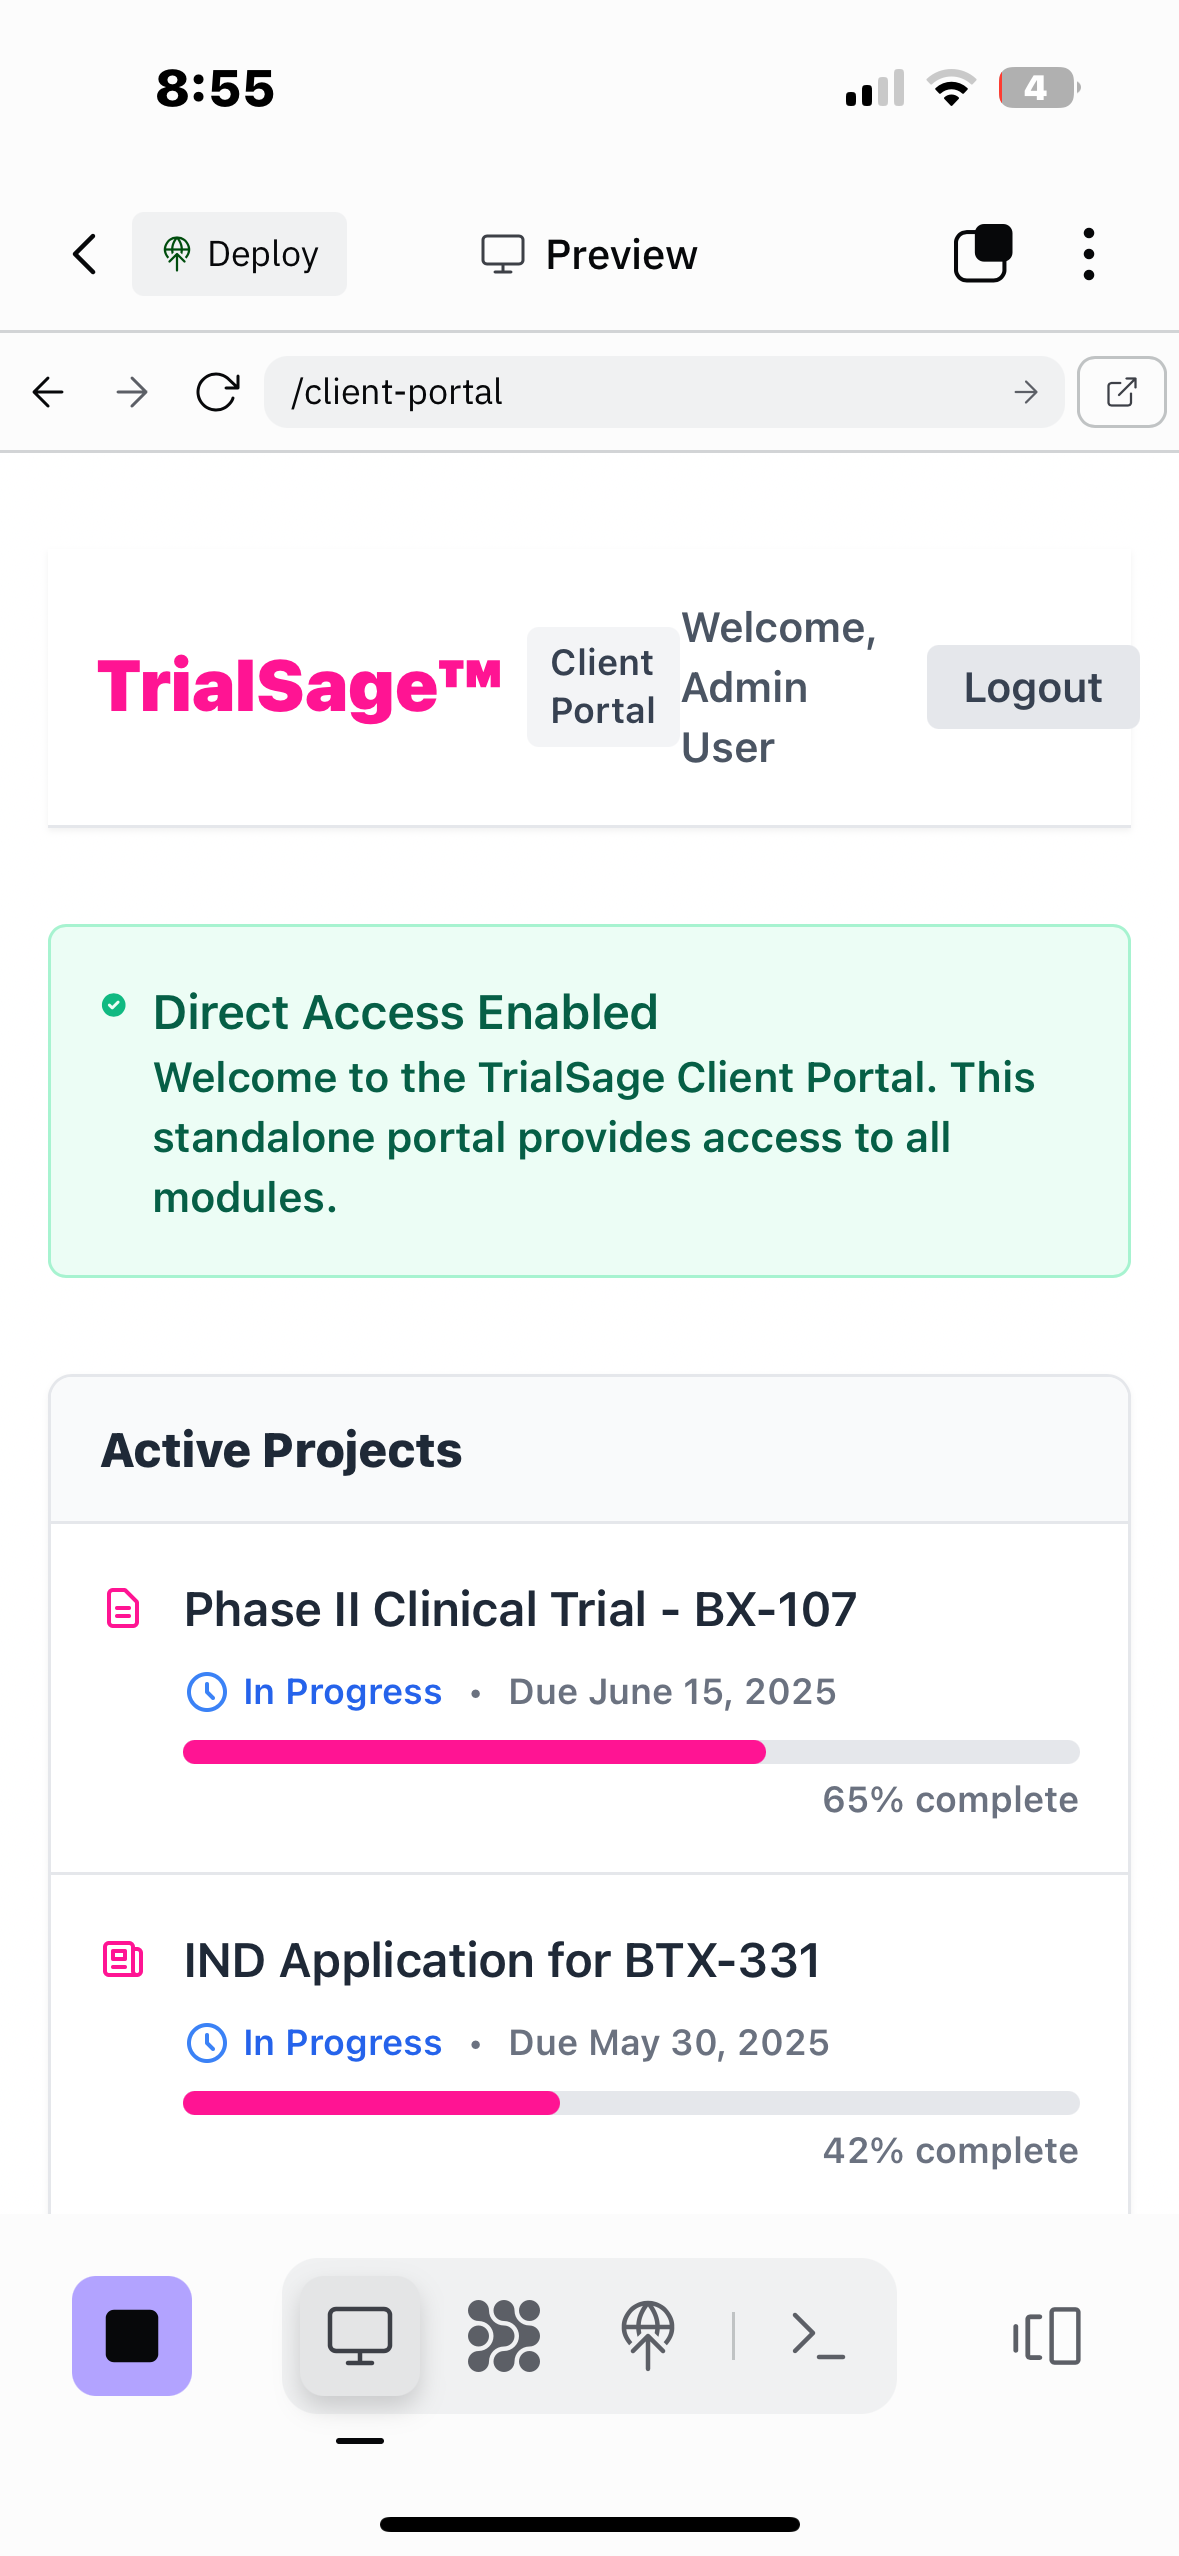 8:55
4
Deploy
Preview
/client-portal
TrialSage™
Client
Portal
Welcome,
Admin
User
Logout
Direct Access Enabled
Welcome to the TrialSage Client Portal. This
standalone portal provides access to all
modules.
Active Projects
Phase II Clinical Trial - BX-107
In Progress • Due June 15, 2025
65% complete
IND Application for BTX-331
In Progress • Due May 30, 2025
42% complete